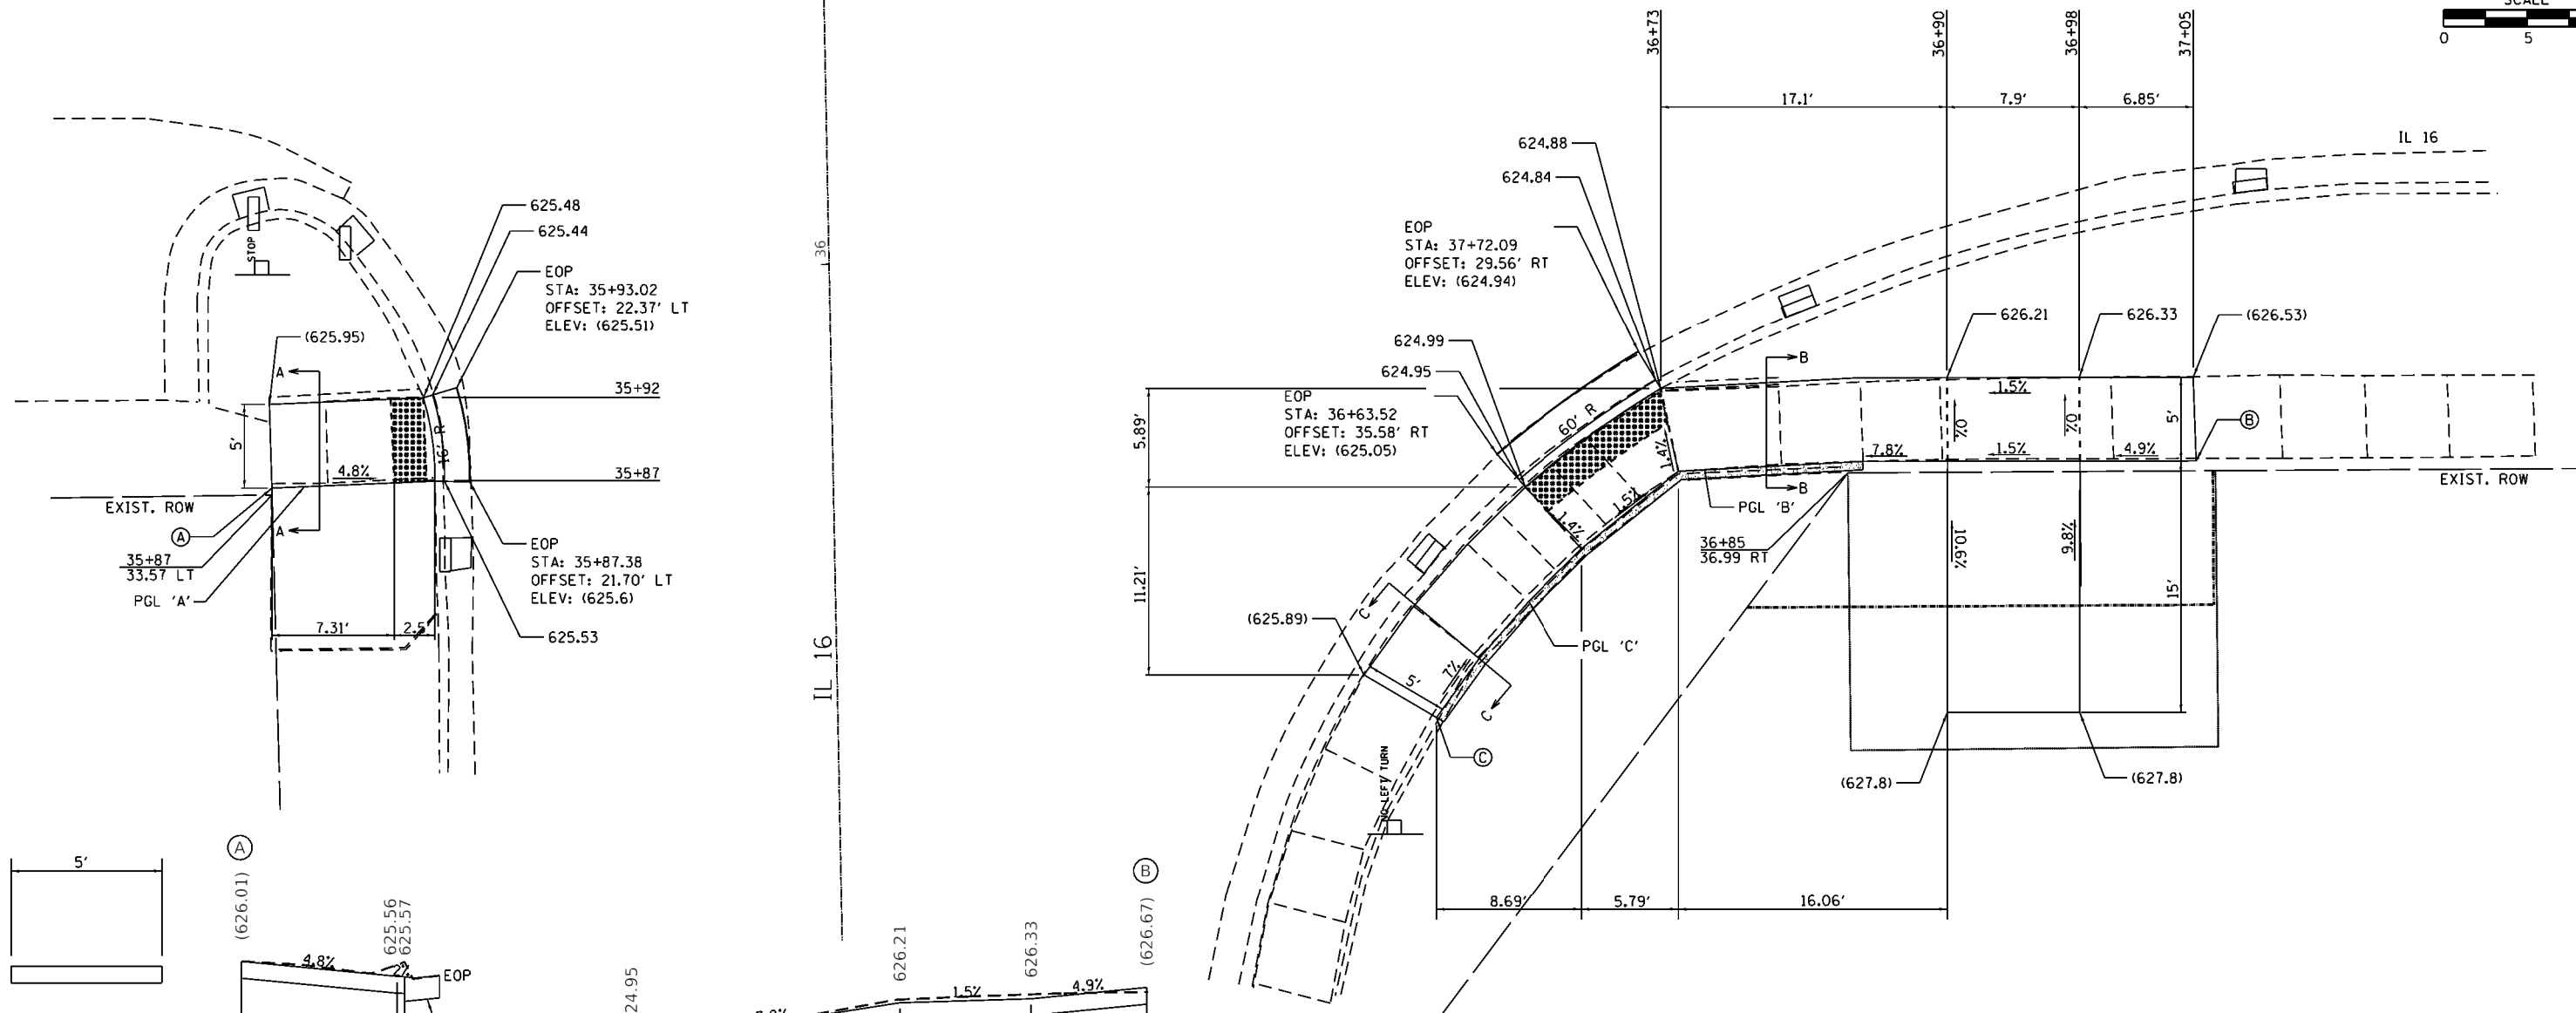 SCALE
0 5
36+73
36+90
36+98
37+05
17.1'
7.9'
6.85'
IL 16
624.88
624.84
EOP
STA: 37+72.09
OFFSET: 29.56' RT
ELEV: (624.94)
625.48
625.44
EOP
STA: 35+93.02
OFFSET: 22.37' LT
ELEV: (625.51)
STOP
36
(625.95)
A
A
35+92
5'
4.8%
16' R
35+87
EXIST. ROW
A
35+87
33.57 LT
PGL 'A'
7.31'
2.5'
EOP
STA: 35+87.38
OFFSET: 21.70' LT
ELEV: (625.6)
625.53
IL 16
624.99
624.95
EOP
STA: 36+63.52
OFFSET: 35.58' RT
ELEV: (625.05)
5.89'
11.21'
60' R
1.4%
1.5%
1.4%
B
B
626.21
626.33
(626.53)
1.5%
0%
0%
5'
7.8%
1.5%
4.9%
B
EXIST. ROW
PGL 'B'
36+85
36.99 RT
10.6%
9.8%
15'
(625.89)
C
C
7%
5'
PGL 'C'
C
NO LEFT TURN
(627.8)
(627.8)
8.69'
5.79'
16.06'
5'
A
(626.01)
625.56
625.57
4.8%
2%
EOP
24.95
626.21
626.33
B
(626.67)
1.5%
4.9%